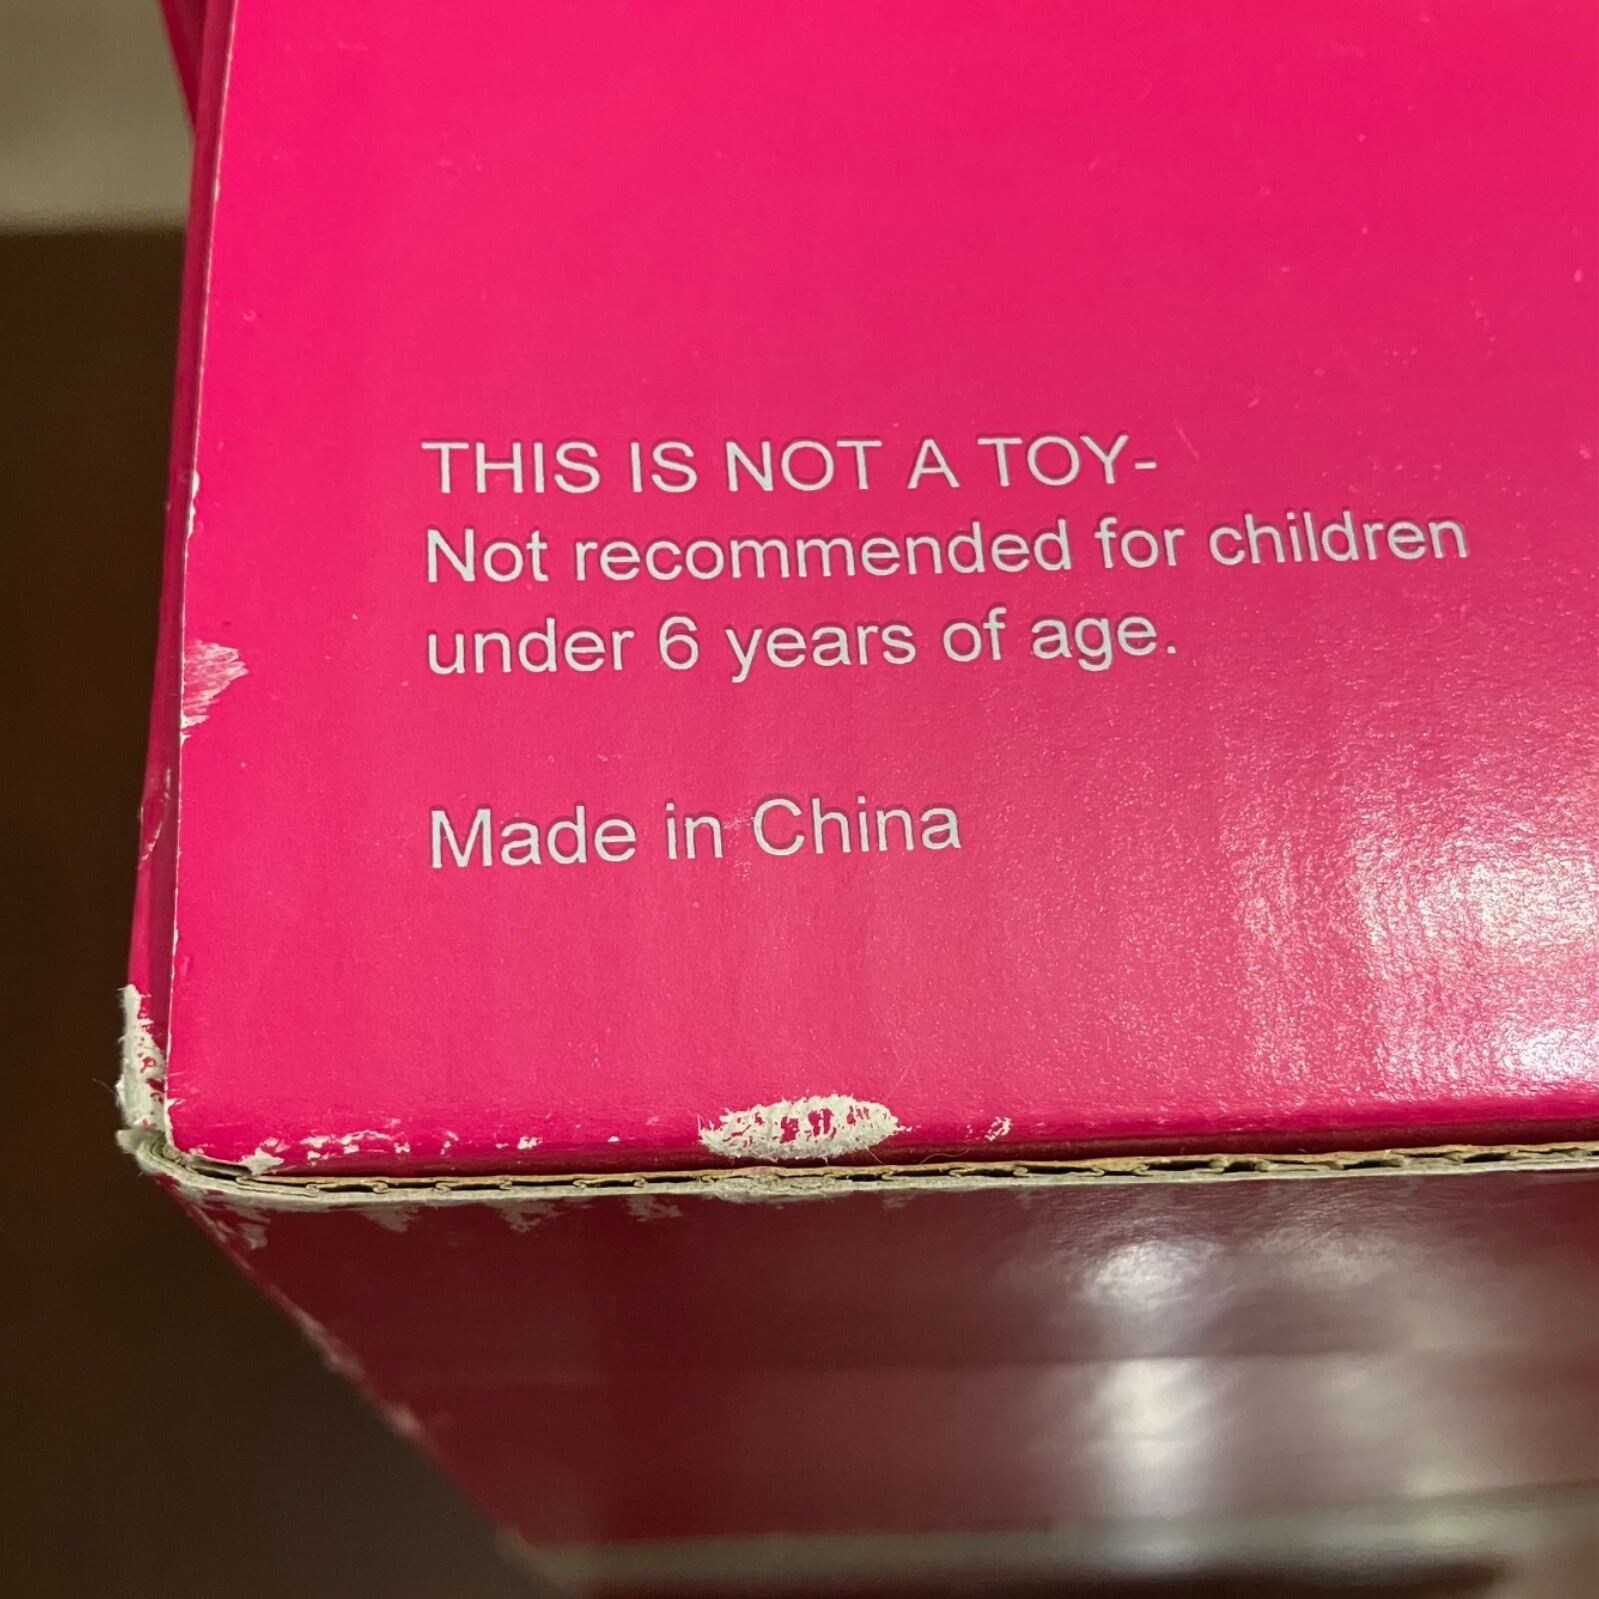 THIS IS NOT A TOY-
Not recommended for children
under 6 years of age.
Made in China